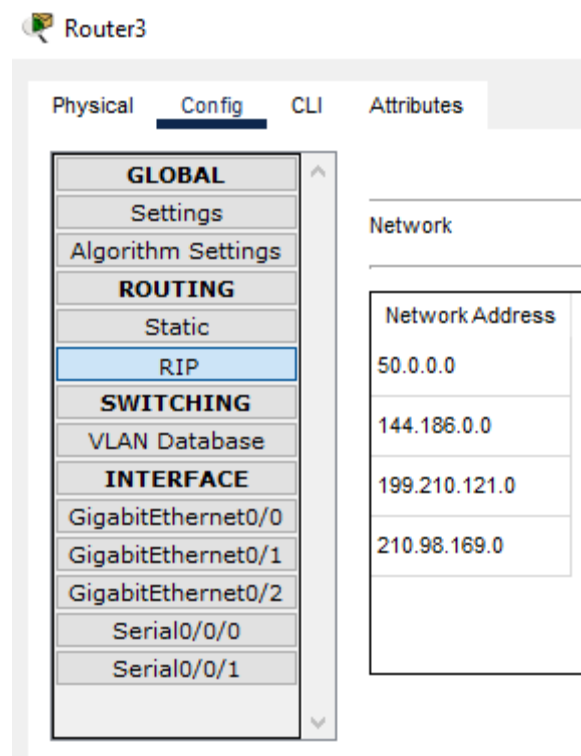 Router3
Physical Config CLI Attributes
GLOBAL
Settings
Algorithm Settings
ROUTING
Static
RIP
SWITCHING
VLAN Database
INTERFACE
GigabitEthernet0/0
GigabitEthernet0/1
GigabitEthernet0/2
Serial0/0/0
Serial0/0/1
Network
Network Address
50.0.0.0
144.186.0.0
199.210.121.0
210.98.169.0